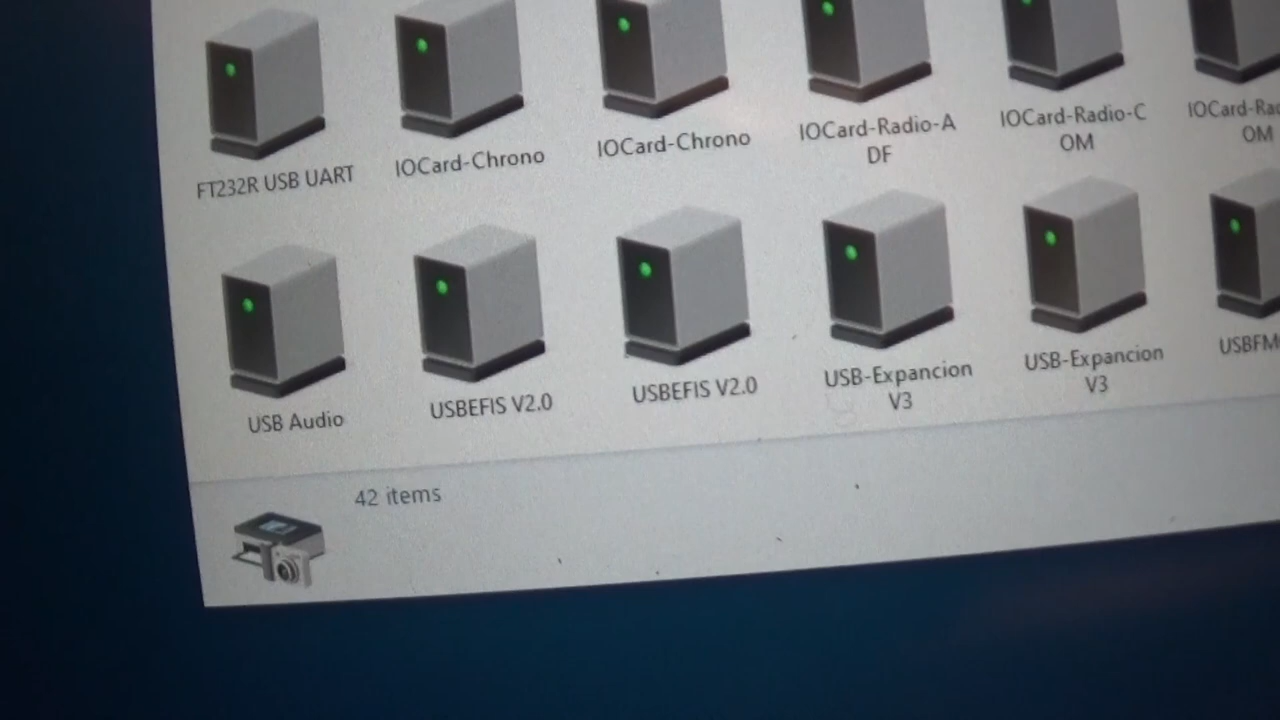 FT232R USB UART
IOCard-Chrono
IOCard-Chrono
IOCard-Radio-A
DF
IOCard-Radio-C
OM
OM
USB Audio
USBEFIS V2.0
USBEFIS V2.0
USB-Expancion
V3
USB-Expancion
V3
42 items